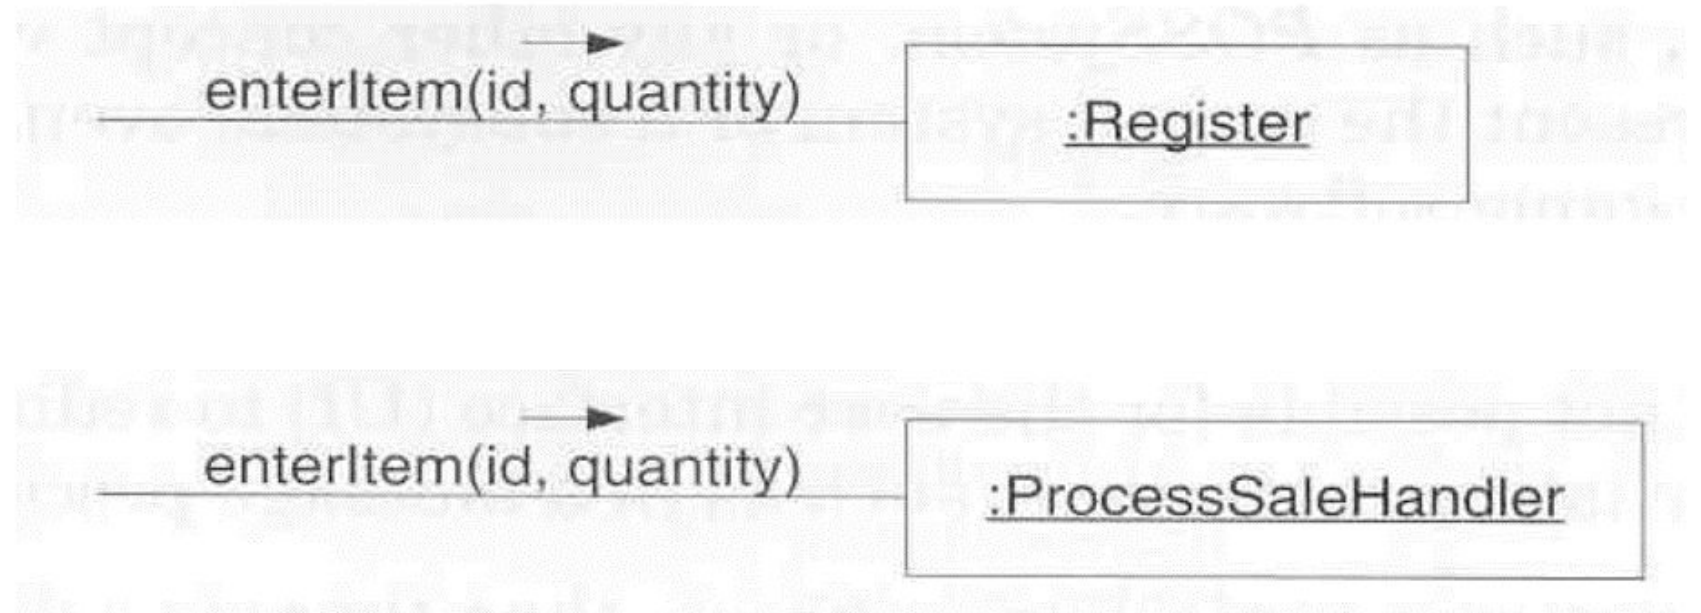 enterItem(id, quantity)
:Register
enterItem(id, quantity)
:ProcessSaleHandler